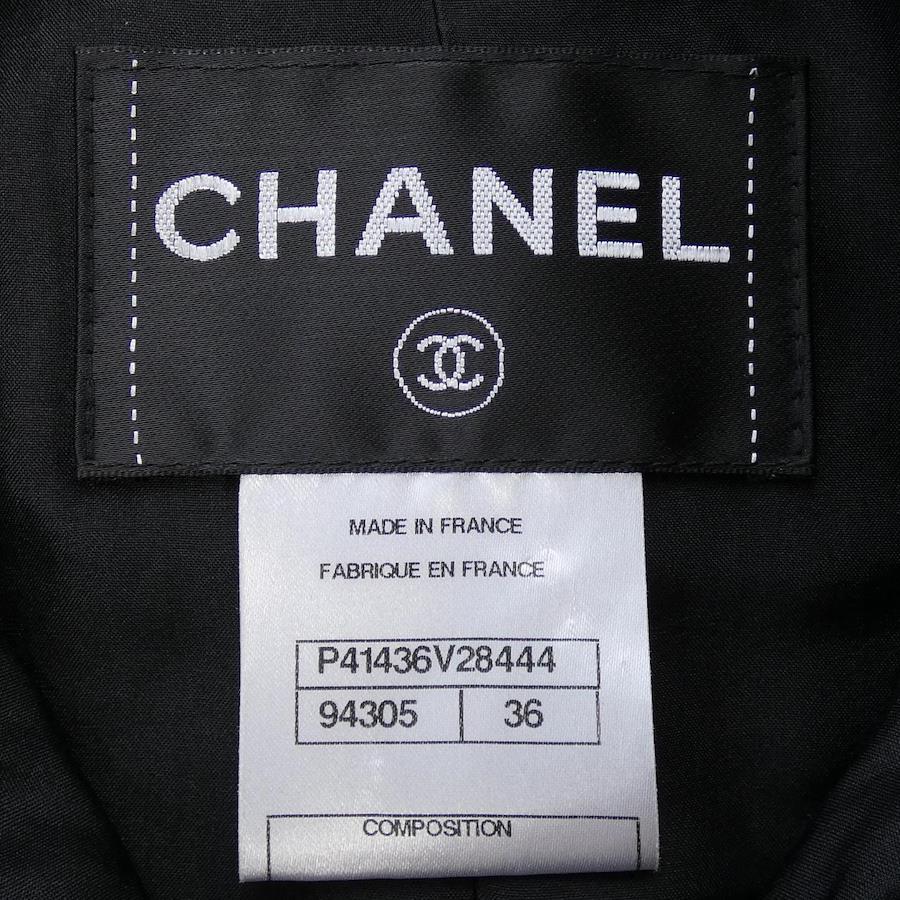 CHANEL
MADE IN FRANCE
FABRIQUE EN FRANCE
P41436V28444
94305 36
COMPOSITION